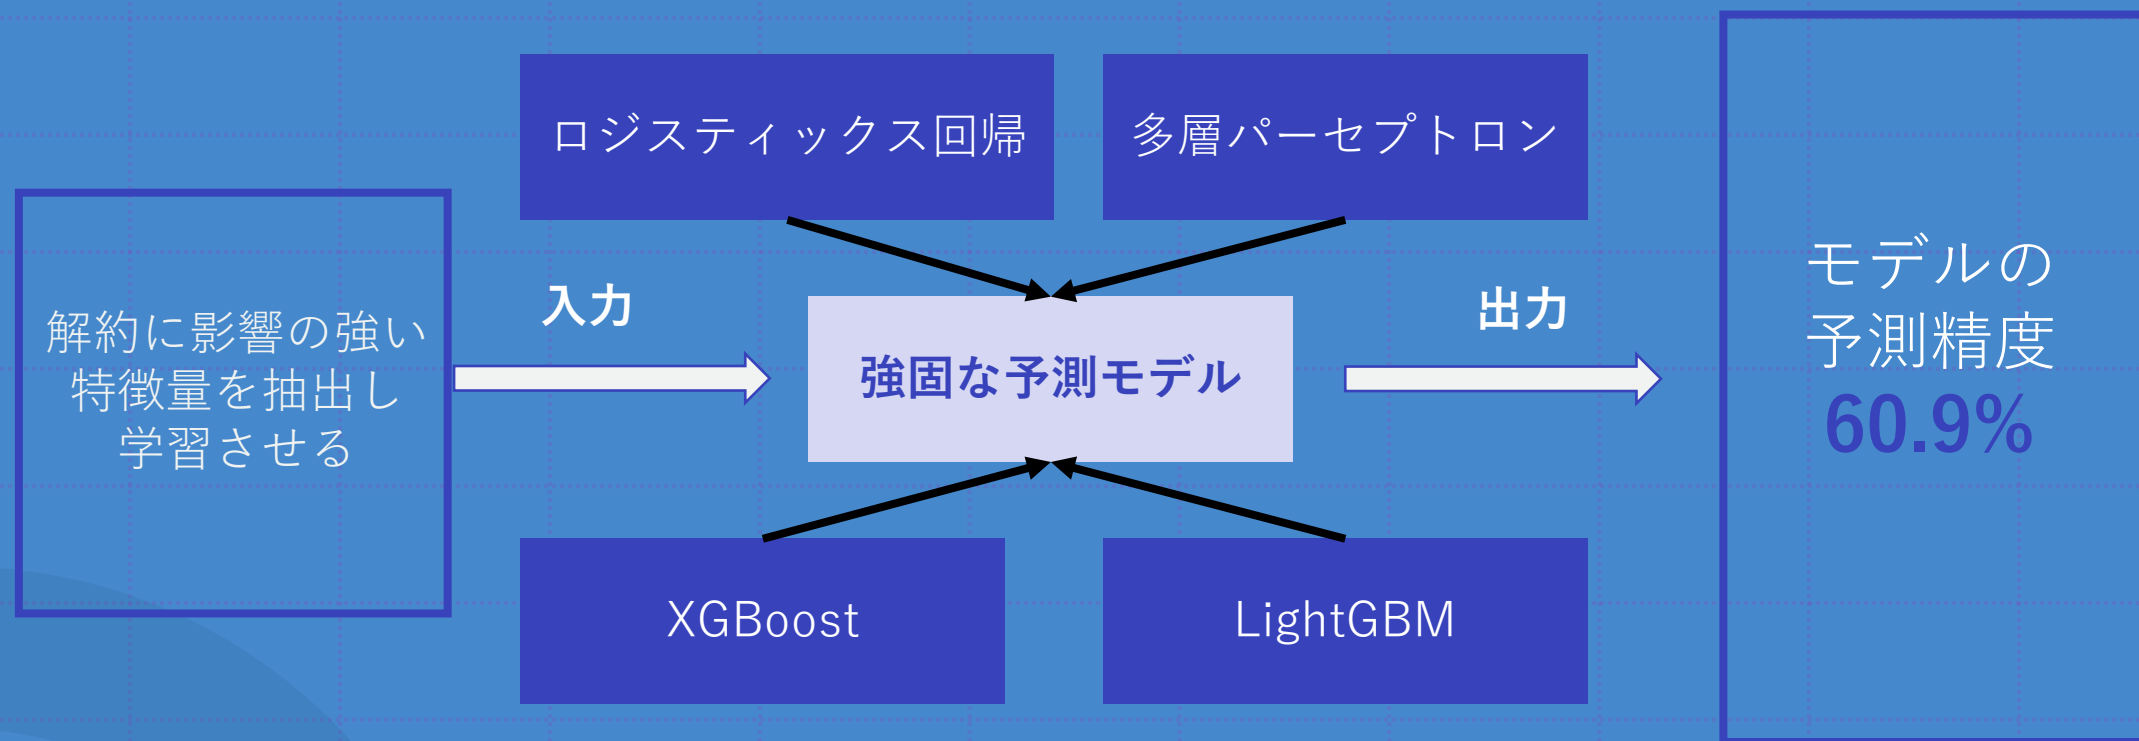 ロジスティックス回帰
多層パーセプトロン
解約に影響の強い
特徴量を抽出し
学習させる
入力
強固な予測モデル
出力
モデルの
予測精度
60.9%
XGBoost
LightGBM